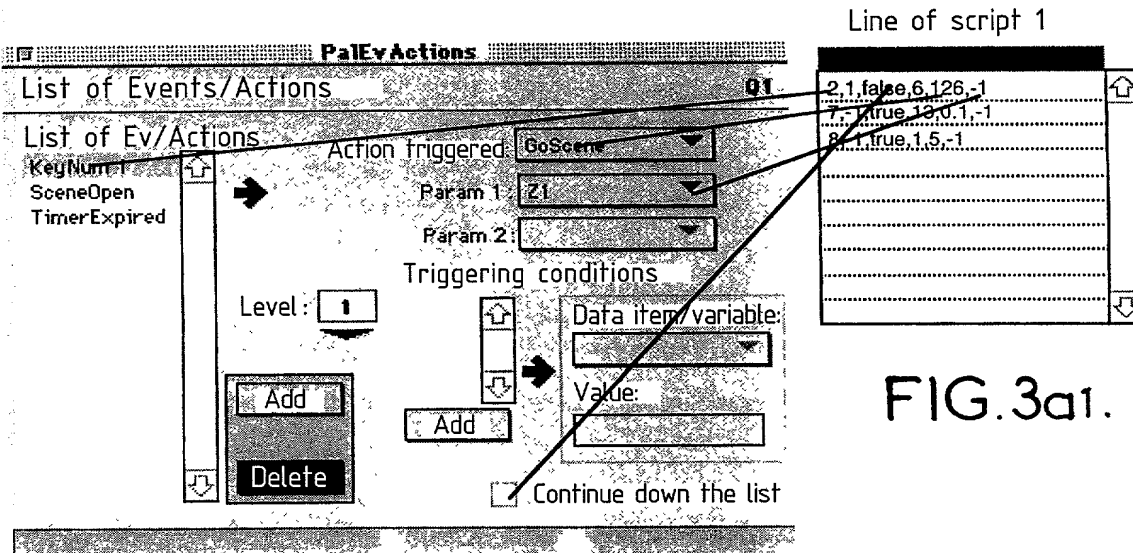 Line of script 1
PalEvActions
List of Events/Actions Q1
2,1,false,6,126,-1
7,-1,true,13,0.1,-1
8,-1,true,1,5,-1
List of Ev/Actions
KeyNum 1
SceneOpen
TimerExpired
Action triggered: GoScene
Param 1: Z1
Param 2:
Triggering conditions
Level: 1
Data item/variable:
Value:
Add
Add
Delete
Continue down the list
FIG.3a1.